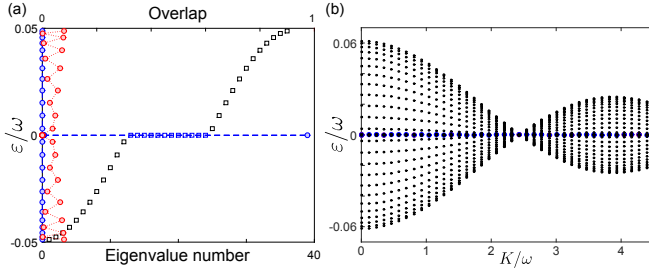 (a)
Overlap
0
1
0.05
ε/ω
0
-0.05
0
40
Eigenvalue number
(b)
0.06
ε/ω
0
-0.06
0
1
2
3
4
K/ω